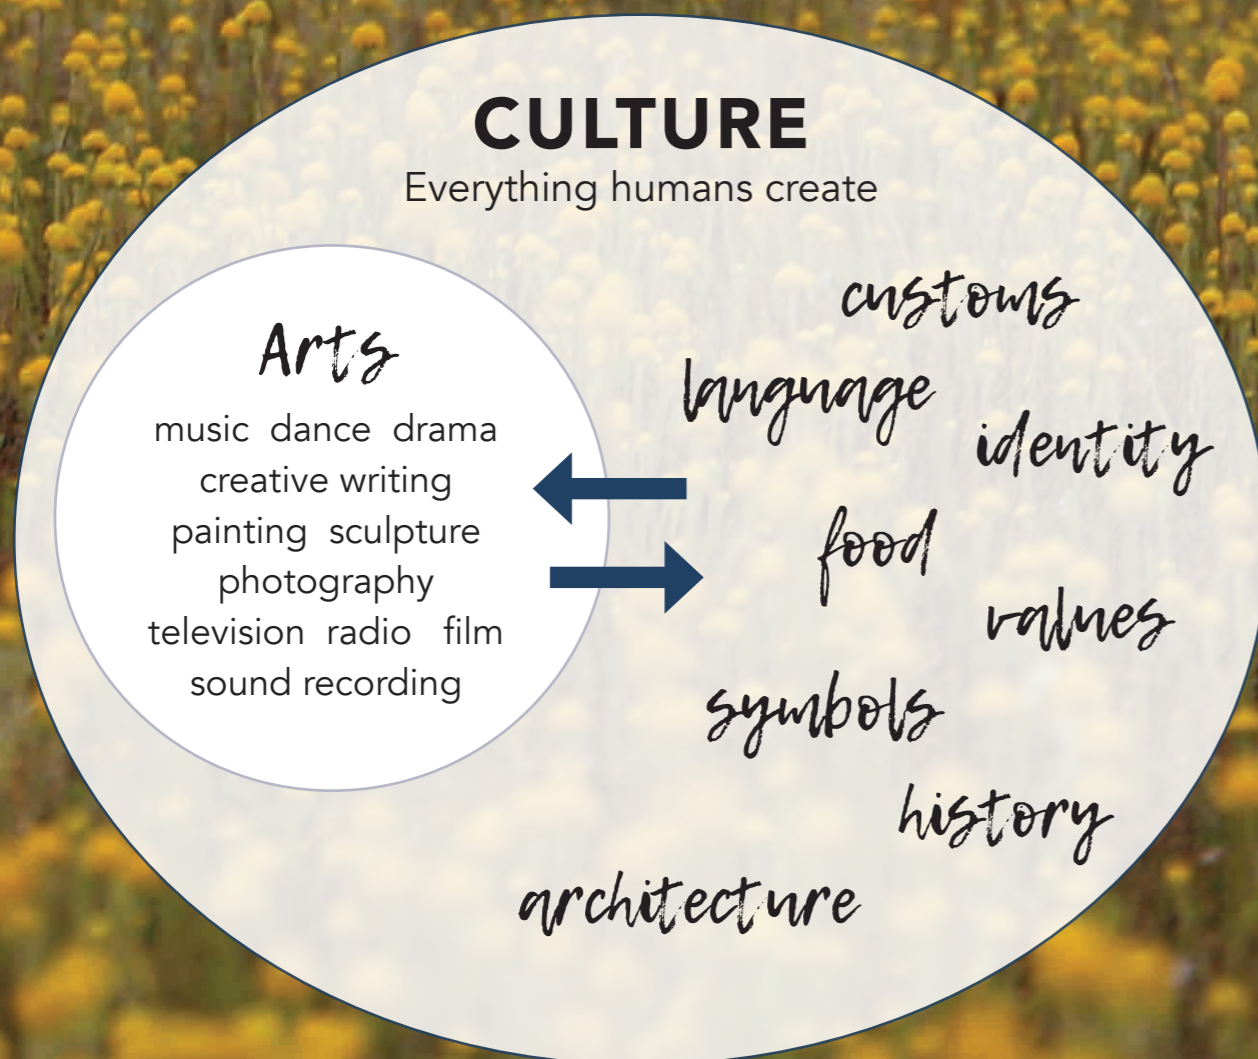 CULTURE
Everything humans create
Arts
music dance drama
creative writing
painting sculpture
photography
television radio film
sound recording
customs
language
identity
food
values
symbols
history
architecture